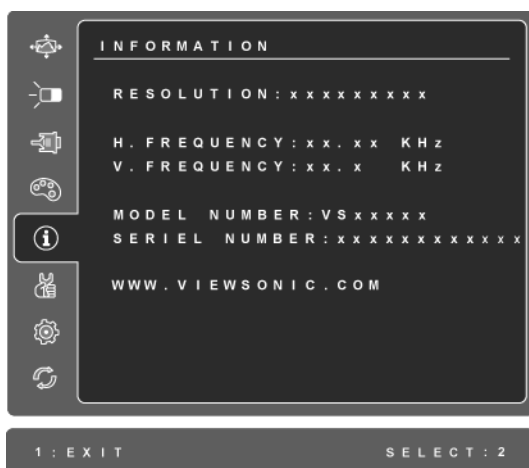 INFORMATION
RESOLUTION:xxxxxxxxx
H. FREQUENCY:xx.xx KHz
V. FREQUENCY:xx.x KHz
MODEL NUMBER:VSxxxxx
SERIEL NUMBER:xxxxxxxxxxxx
WWW.VIEWSONIC.COM
1:EXIT SELECT:2